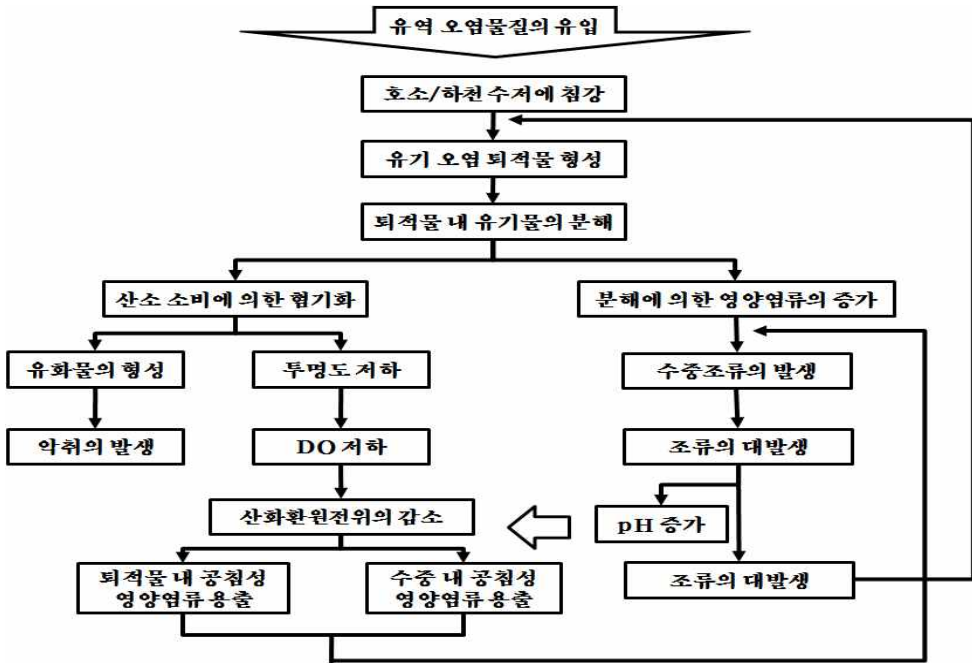 유역 오염물질의 유입
호소/하천 수저에 침강
유기 오염 퇴적물 형성
퇴적물 내 유기물의 분해
산소 소비에 의한 혐기화
분해에 의한 영양염류의 증가
유화물의 형성
투명도 저하
수중조류의 발생
악취의 발생
DO 저하
조류의 대발생
산화환원전위의 감소
pH 증가
퇴적물 내 공침성
영양염류 용출
수중 내 공침성
영양염류 용출
조류의 대발생